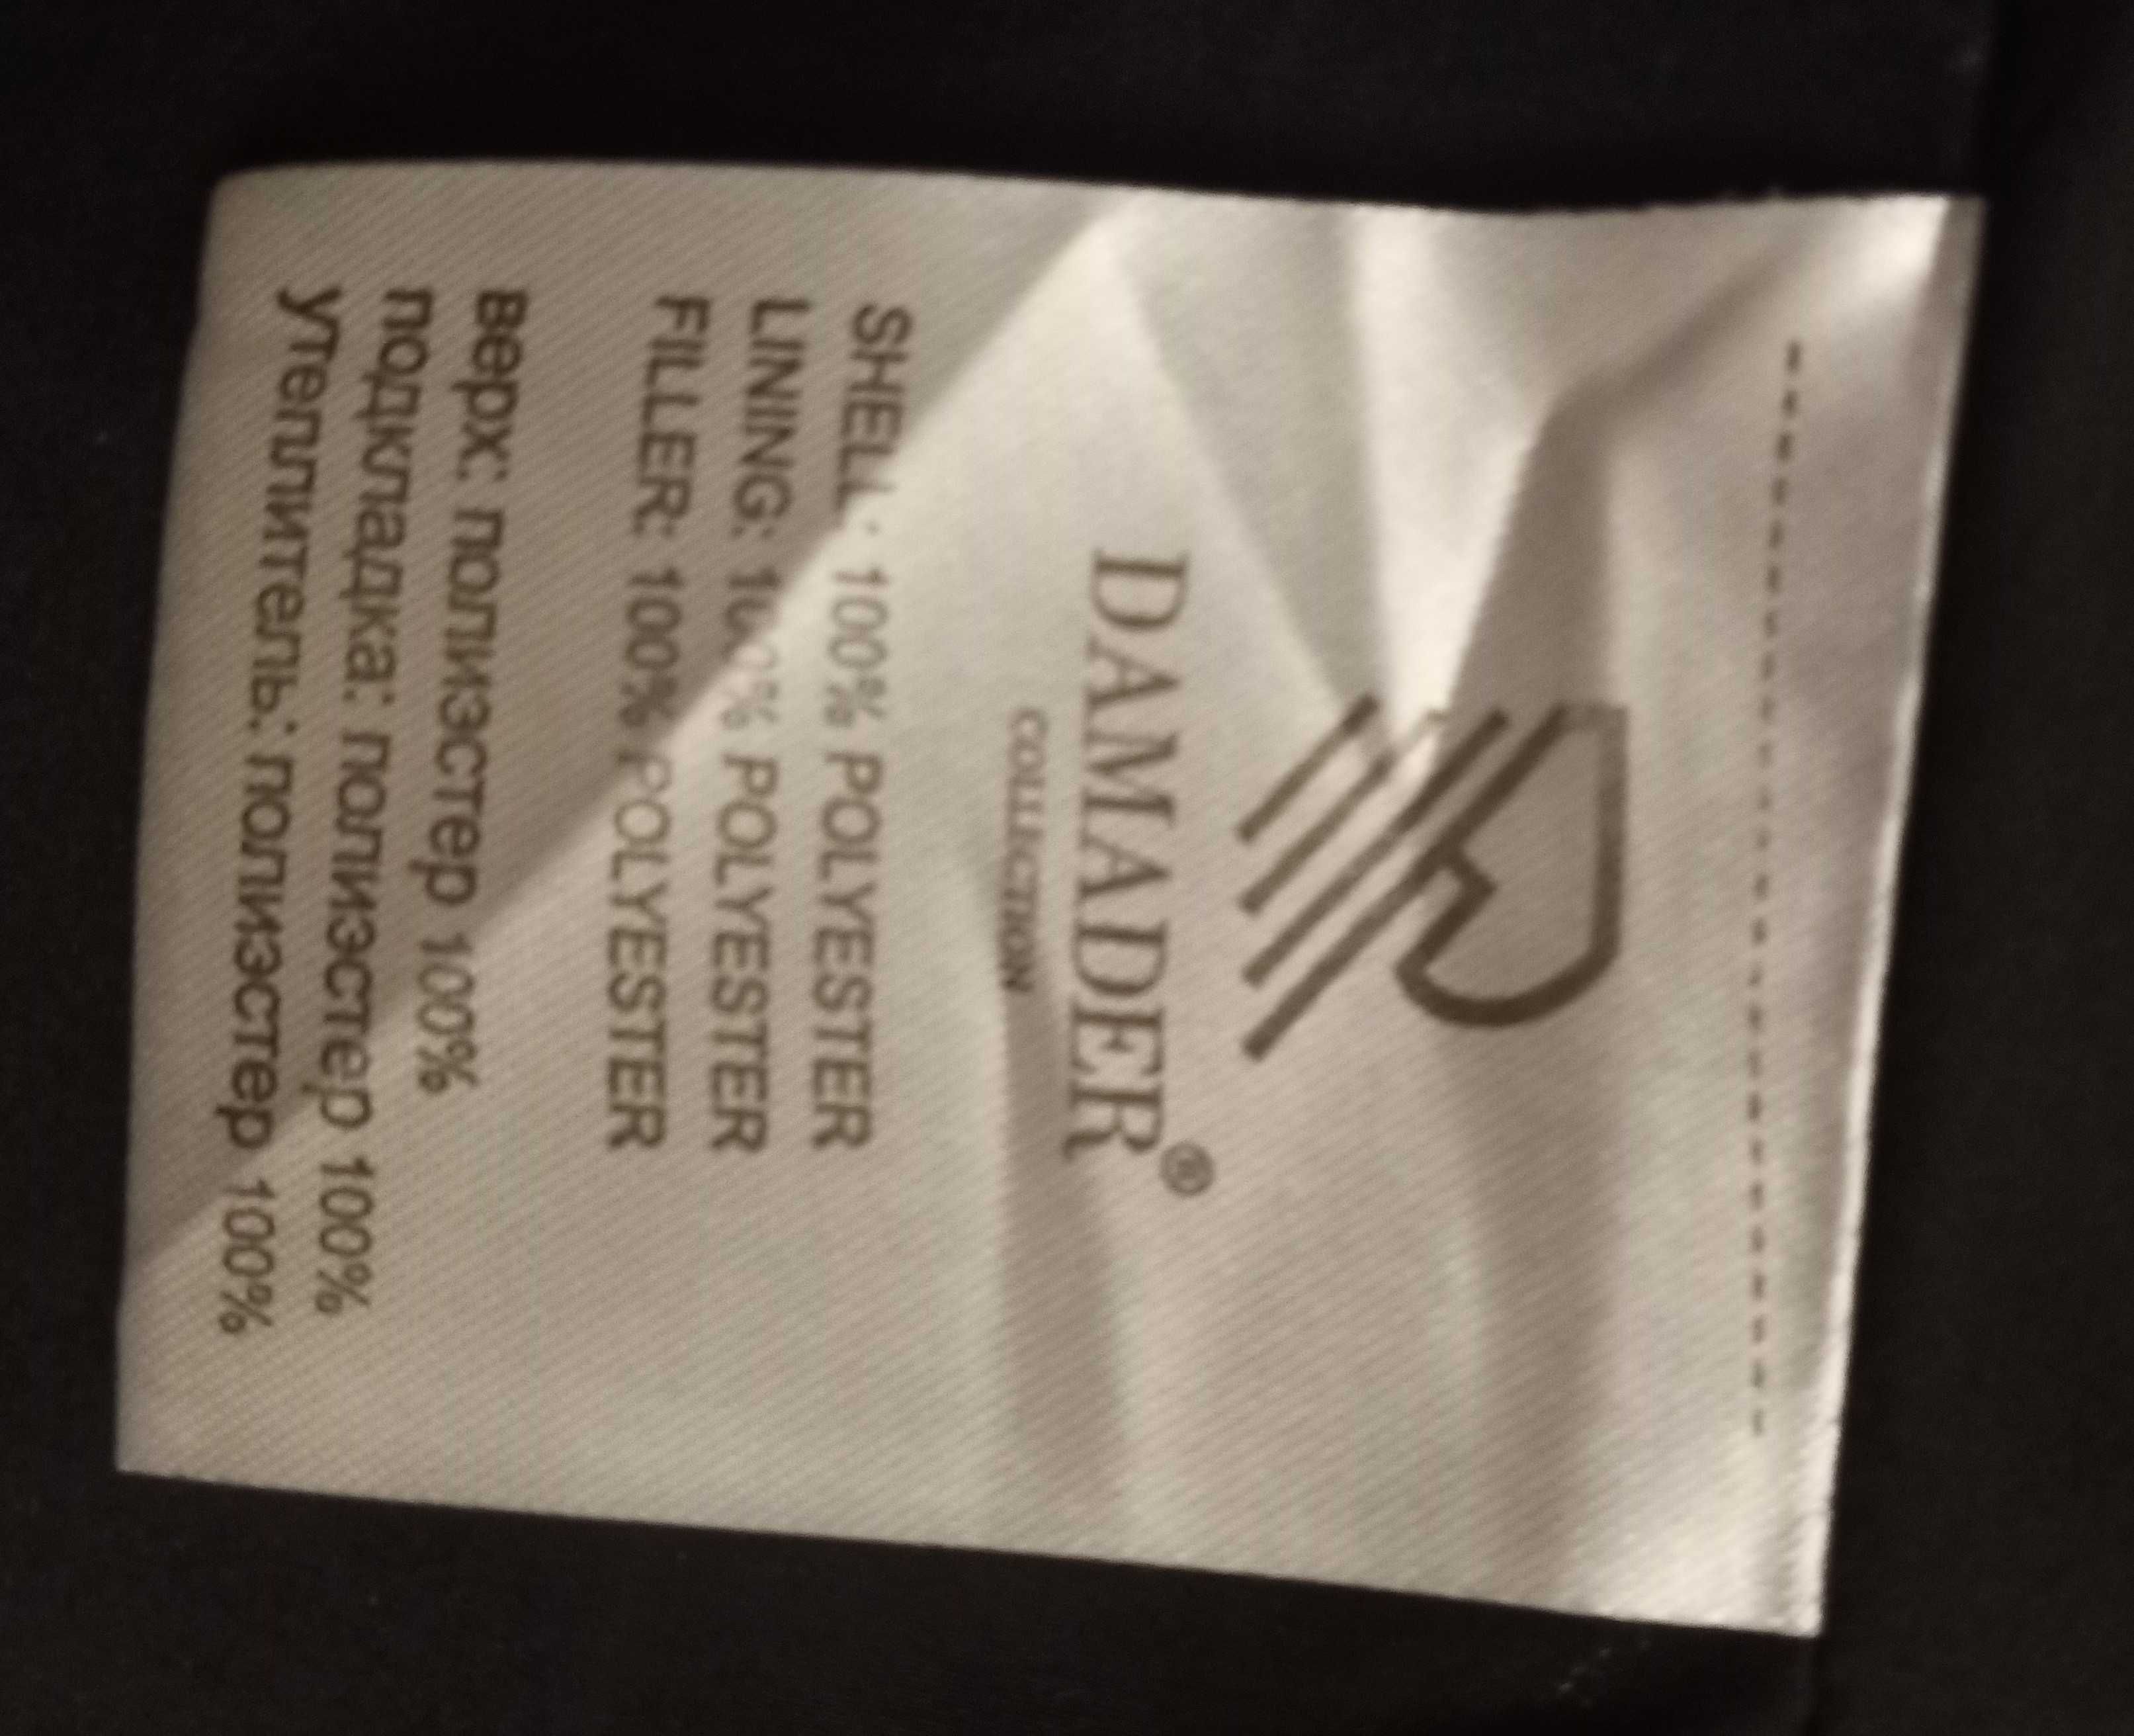 DAMADER®
COLLECTION
SHELL: 100% POLYESTER
LINING: 100% POLYESTER
FILLER: 100% POLYESTER
верх: полиэстер 100%
подкладка: полиэстер 100%
утеплитель: полиэстер 100%